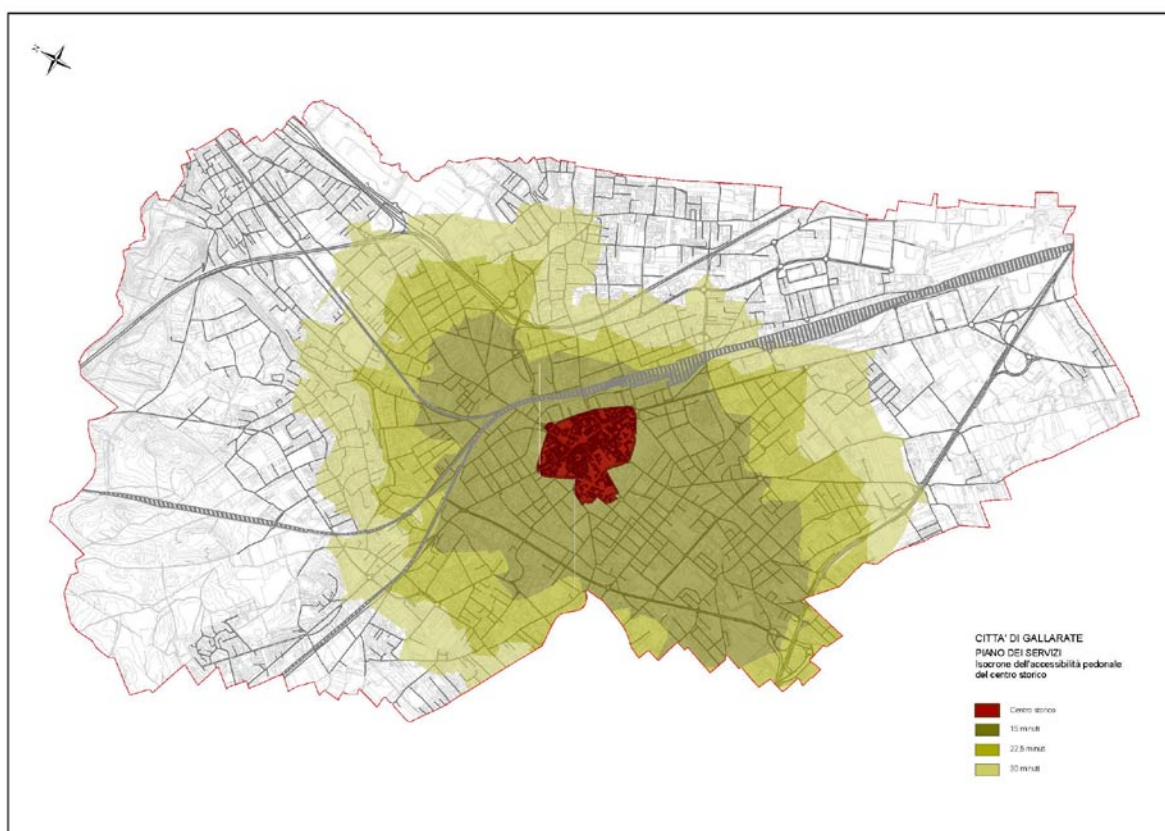 N
CITTA' DI GALLARATE
PIANO DEI SERVIZI
Isocrone dell'accessibilità pedonale
del centro storico
Centro storico
15 minuti
22,5 minuti
30 minuti